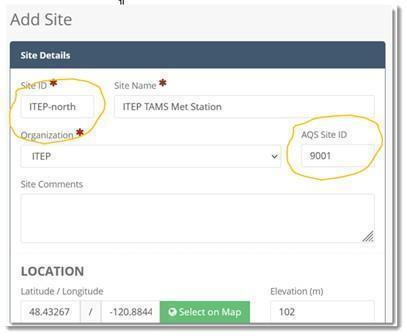 Add Site
Site Details
Site ID * Site Name *
ITEP-north ITEP TAMS Met Station
Organization * AQS Site ID
ITEP 9001
Site Comments
LOCATION
Latitude / Longitude Elevation (m)
48.43267 / -120.8844 Select on Map 102